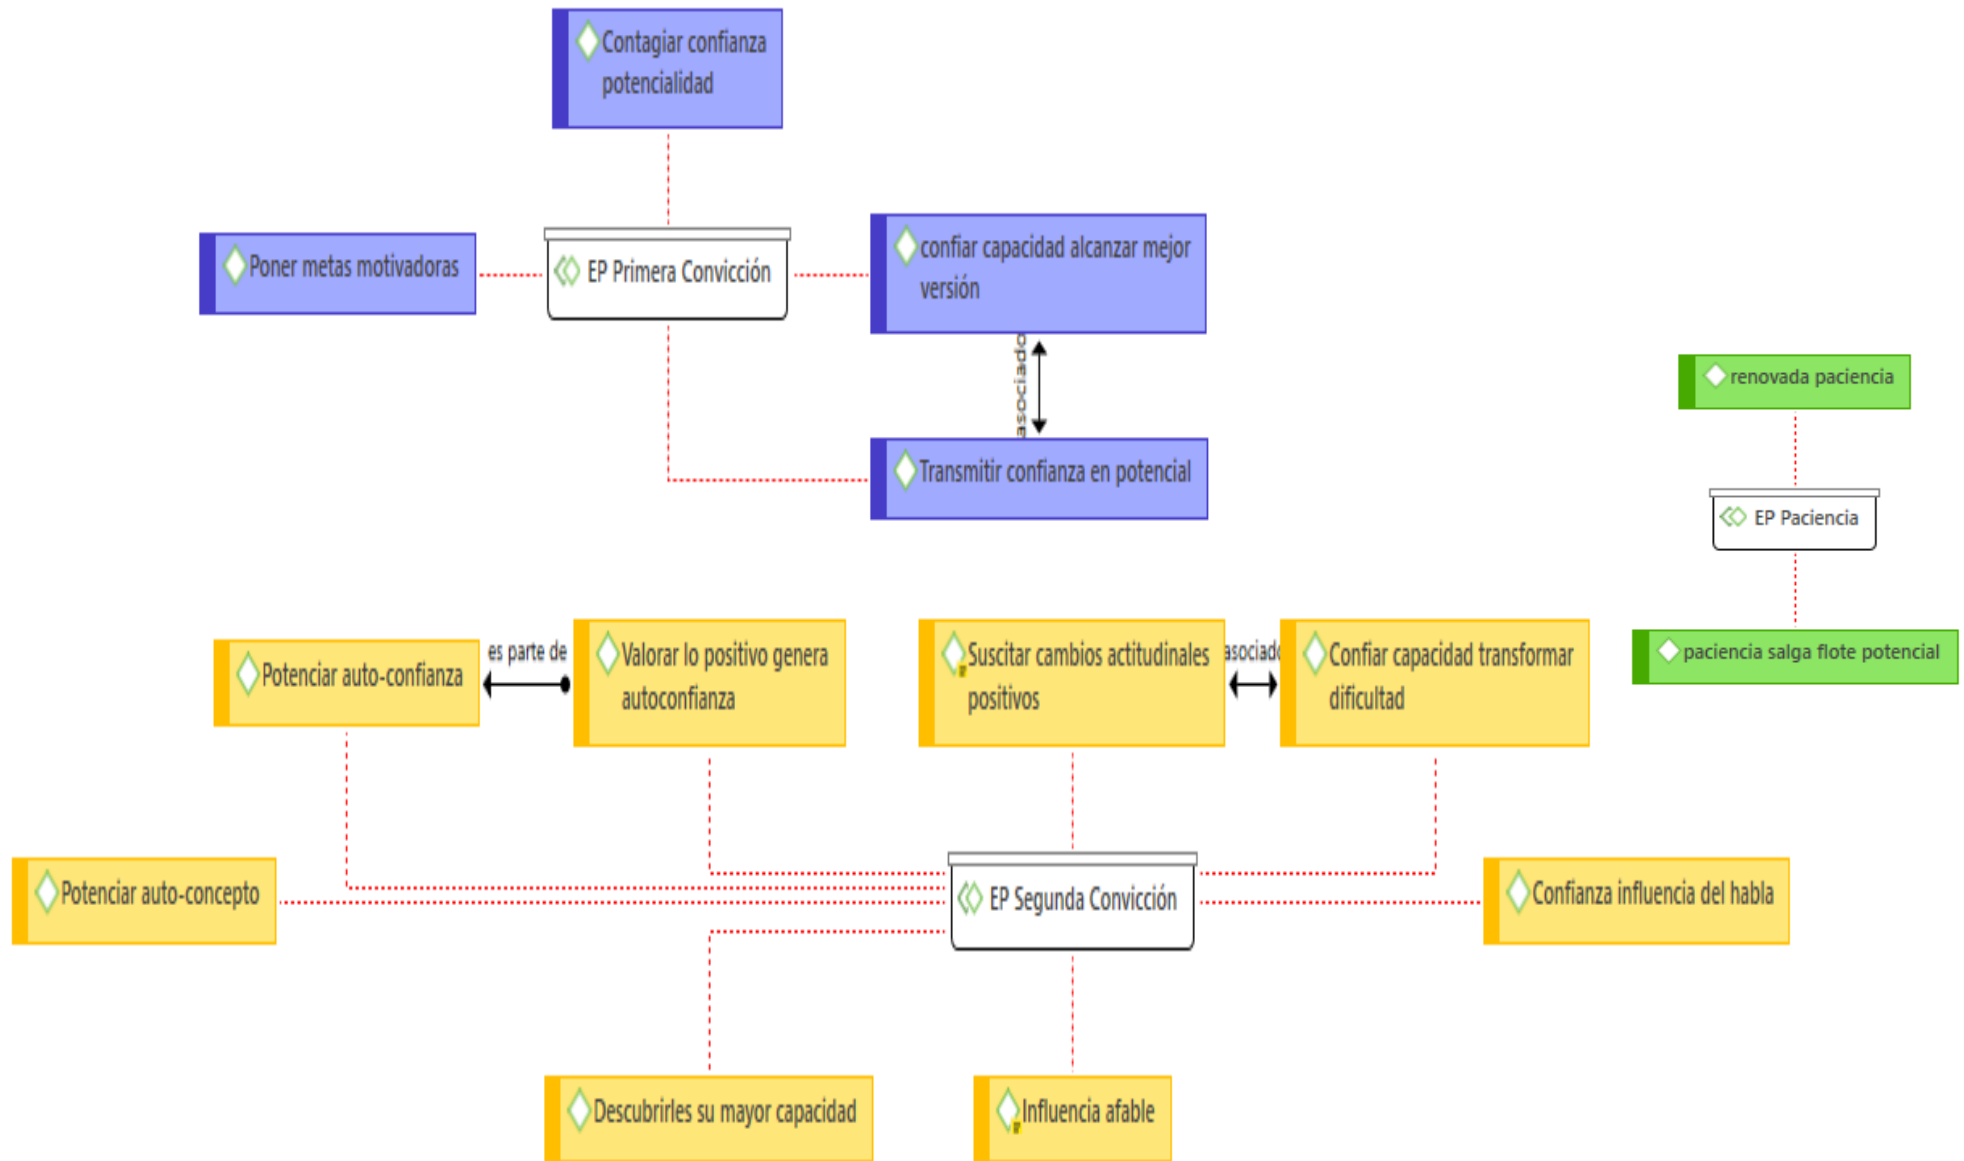 Contagiar confianza
potencialidad
Poner metas motivadoras
EP Primera Convicción
confiar capacidad alcanzar mejor
versión
asociado
Transmitir confianza en potencial
renovada paciencia
EP Paciencia
paciencia salga flote potencial
Potenciar auto-confianza
es parte de
Valorar lo positivo genera
autoconfianza
Suscitar cambios actitudinales
positivos
asociado
Confiar capacidad transformar
dificultad
Potenciar auto-concepto
EP Segunda Convicción
Confianza influencia del habla
Descubrirles su mayor capacidad
Influencia afable